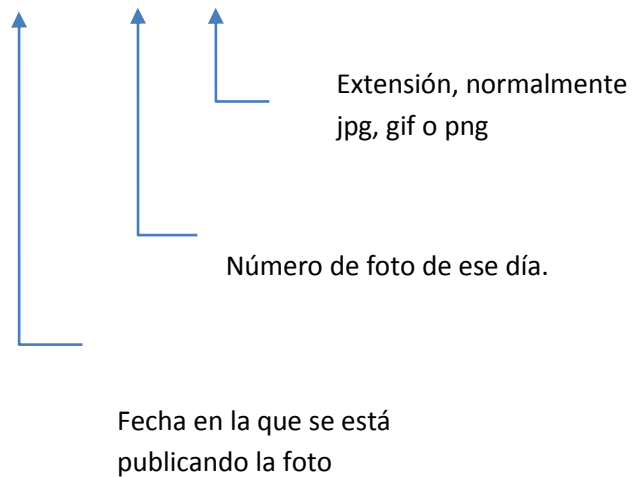 Extensión, normalmente
jpg, gif o png
Número de foto de ese día.
Fecha en la que se está
publicando la foto